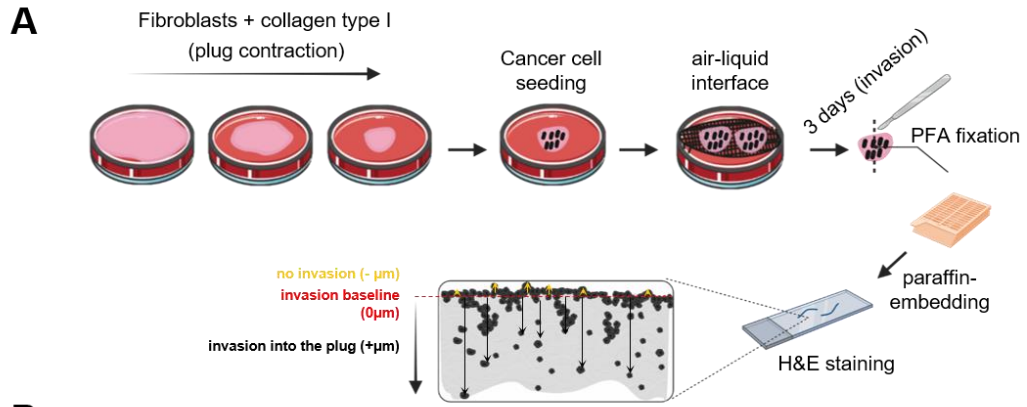 A
Fibroblasts + collagen type I
(plug contraction)
Cancer cell
seeding
air-liquid
interface
3 days (invasion)
PFA fixation
paraffin-
embedding
H&E staining
no invasion (- µm)
invasion baseline
(0µm)
invasion into the plug (+µm)